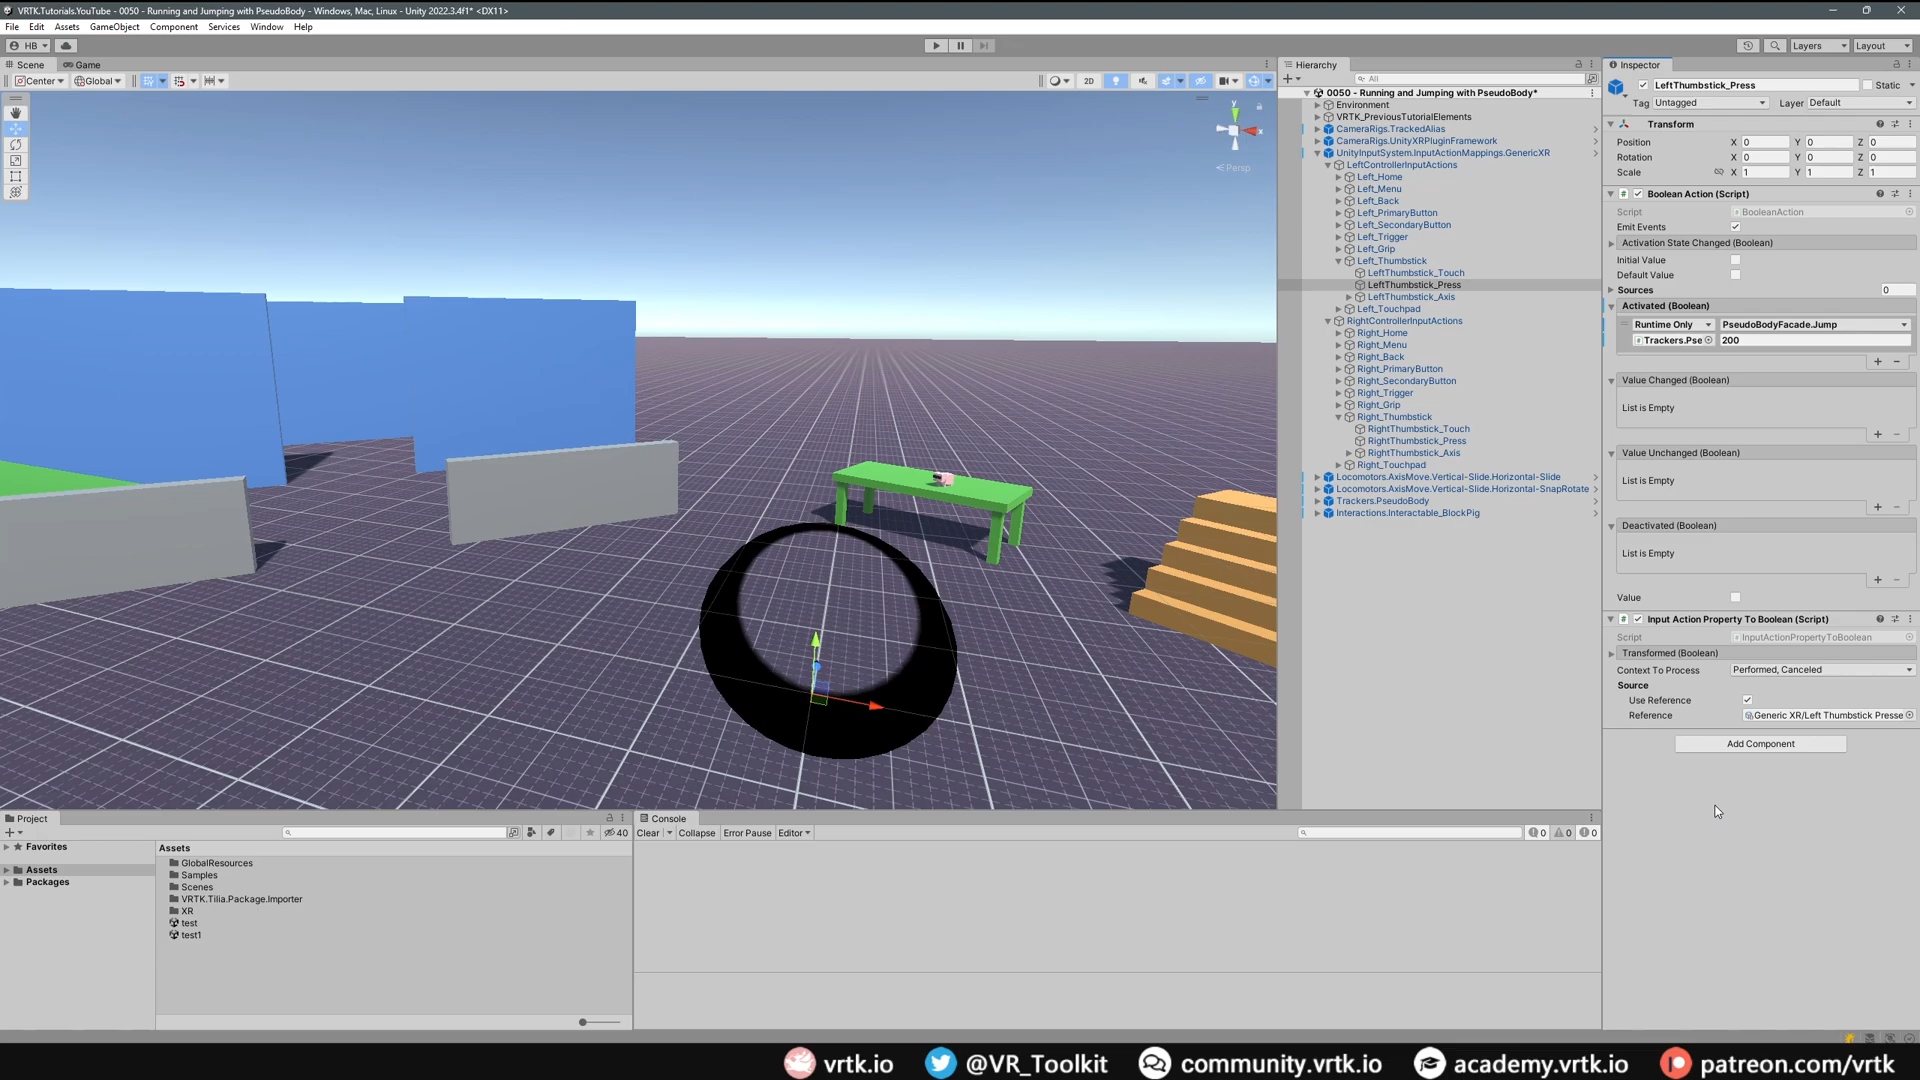 VRTK.Tutorials.YouTube - 0050 - Running and Jumping with PseudoBody - Windows, Mac, Linux - Unity 2022.3.4f1* <DX11>
File Edit Assets GameObject Component Services Window Help
HB Layers Layout
Scene Game
Center Global 2D
y
x
Persp
Hierarchy
All
0050 - Running and Jumping with PseudoBody*
Environment
VRTK_PreviousTutorialElements
CameraRigs.TrackedAlias
CameraRigs.UnityXRPluginFramework
UnityInputSystem.InputActionMappings.GenericXR
LeftControllerInputActions
Left_Home
Left_Menu
Left_Back
Left_PrimaryButton
Left_SecondaryButton
Left_Trigger
Left_Grip
Left_Thumbstick
LeftThumbstick_Touch
LeftThumbstick_Press
LeftThumbstick_Axis
Left_Touchpad
RightControllerInputActions
Right_Home
Right_Menu
Right_Back
Right_PrimaryButton
Right_SecondaryButton
Right_Trigger
Right_Grip
Right_Thumbstick
RightThumbstick_Touch
RightThumbstick_Press
RightThumbstick_Axis
Right_Touchpad
Locomotors.AxisMove.Vertical-Slide.Horizontal-Slide
Locomotors.AxisMove.Vertical-Slide.Horizontal-SnapRotate
Trackers.PseudoBody
Interactions.Interactable_BlockPig
Inspector
LeftThumbstick_Press Static
Tag Untagged Layer Default
Transform
Position X 0 Y 0 Z 0
Rotation X 0 Y 0 Z 0
Scale X 1 Y 1 Z 1
Boolean Action (Script)
Script BooleanAction
Emit Events
Activation State Changed (Boolean)
Initial Value
Default Value
Sources 0
Activated (Boolean)
Runtime Only PseudoBodyFacade.Jump
Trackers.Pse 200
Value Changed (Boolean)
List is Empty
Value Unchanged (Boolean)
List is Empty
Deactivated (Boolean)
List is Empty
Value
Input Action Property To Boolean (Script)
Script InputActionPropertyToBoolean
Transformed (Boolean)
Context To Process Performed, Canceled
Source
Use Reference
Reference Generic XR/Left Thumbstick Presse
Add Component
Project
40
Favorites
Assets
Packages
Assets
GlobalResources
Samples
Scenes
VRTK.Tilia.Package.Importer
XR
test
test1
Console
Clear Collapse Error Pause Editor 0 0 0
vrtk.io @VR_Toolkit community.vrtk.io academy.vrtk.io patreon.com/vrtk